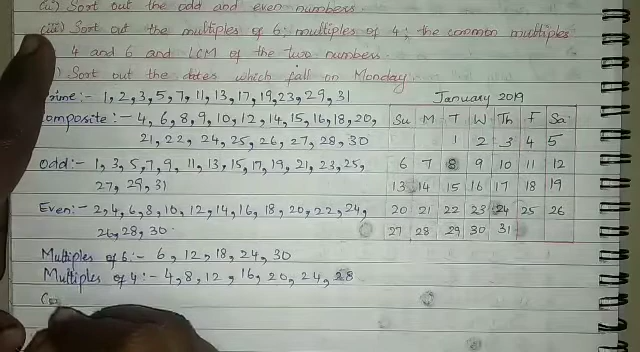 (ii) Sort out the odd and even numbers.
(iii) Sort out the multiples of 6; multiples of 4; the common multiples
4 and 6 and LCM of the two numbers.
) Sort out the dates which fall on Monday.
rime:- 1, 2, 3, 5, 7, 11, 13, 17, 19, 23, 29, 31
omposite:- 4, 6, 8, 9, 10, 12, 14, 15, 16, 18, 20,
21, 22, 24, 25, 26, 27, 28, 30
Odd:- 1, 3, 5, 7, 9, 11, 13, 15, 17, 19, 21, 23, 25,
27, 29, 31
Even:- 2, 4, 6, 8, 10, 12, 14, 16, 18, 20, 22, 24,
26, 28, 30.
Multiples of 6:- 6, 12, 18, 24, 30
Multiples of 4:- 4, 8, 12, 16, 20, 24, 28
January 2019
Su M T W Th F Sa
1 2 3 4 5
6 7 8 9 10 11 12
13 14 15 16 17 18 19
20 21 22 23 24 25 26
27 28 29 30 31